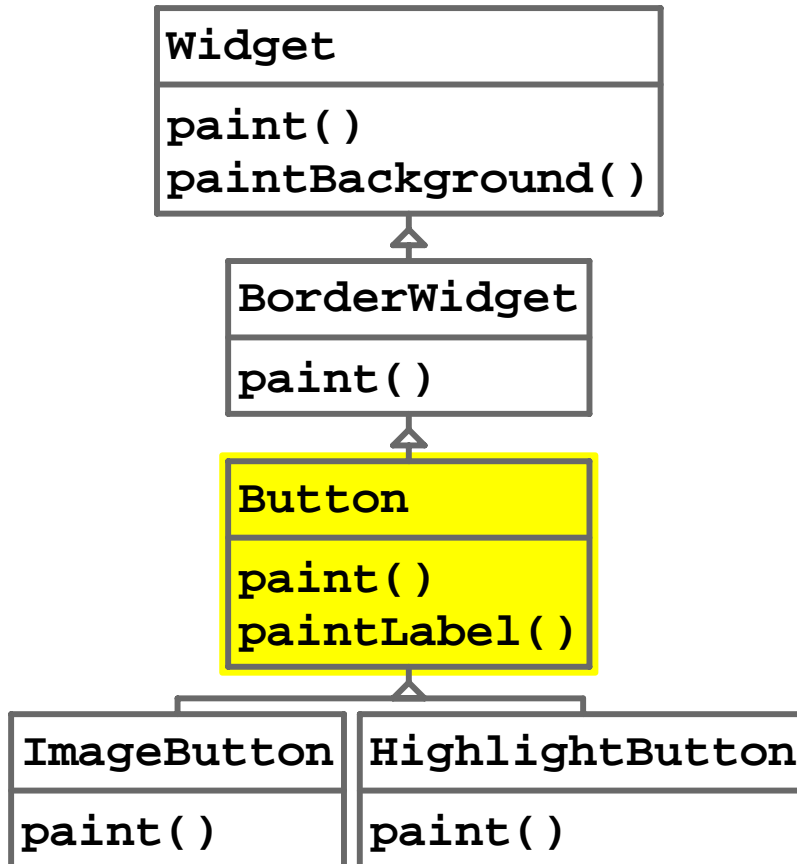 Widget
paint()
paintBackground()
BorderWidget
paint()
Button
paint()
paintLabel()
ImageButton
paint()
HighlightButton
paint()